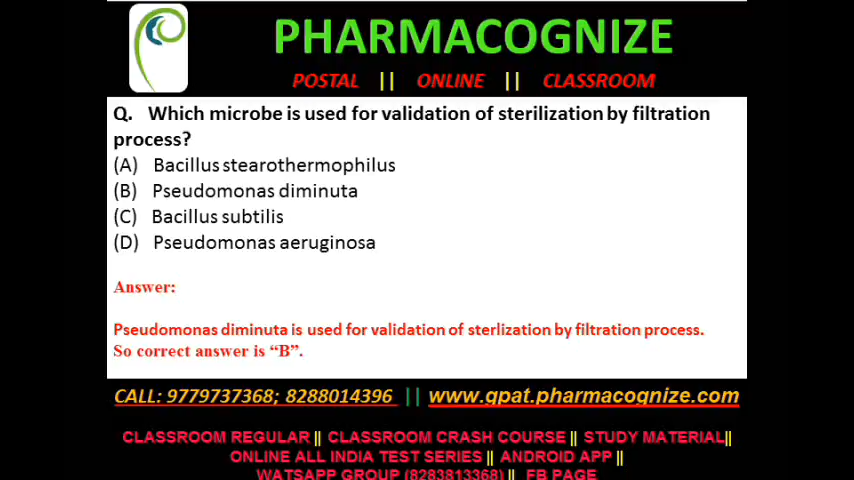 PHARMACOGNIZE
POSTAL || ONLINE || CLASSROOM
Q. Which microbe is used for validation of sterilization by filtration
process?
(A) Bacillus stearothermophilus
(B) Pseudomonas diminuta
(C) Bacillus subtilis
(D) Pseudomonas aeruginosa
Answer:
Pseudomonas diminuta is used for validation of sterlization by filtration process.
So correct answer is “B”.
CALL: 9779737368; 8288014396 || www.gpat.pharmacognize.com
CLASSROOM REGULAR || CLASSROOM CRASH COURSE || STUDY MATERIAL||
ONLINE ALL INDIA TEST SERIES || ANDROID APP ||
WATSAPP GROUP (8283813368) || FB PAGE